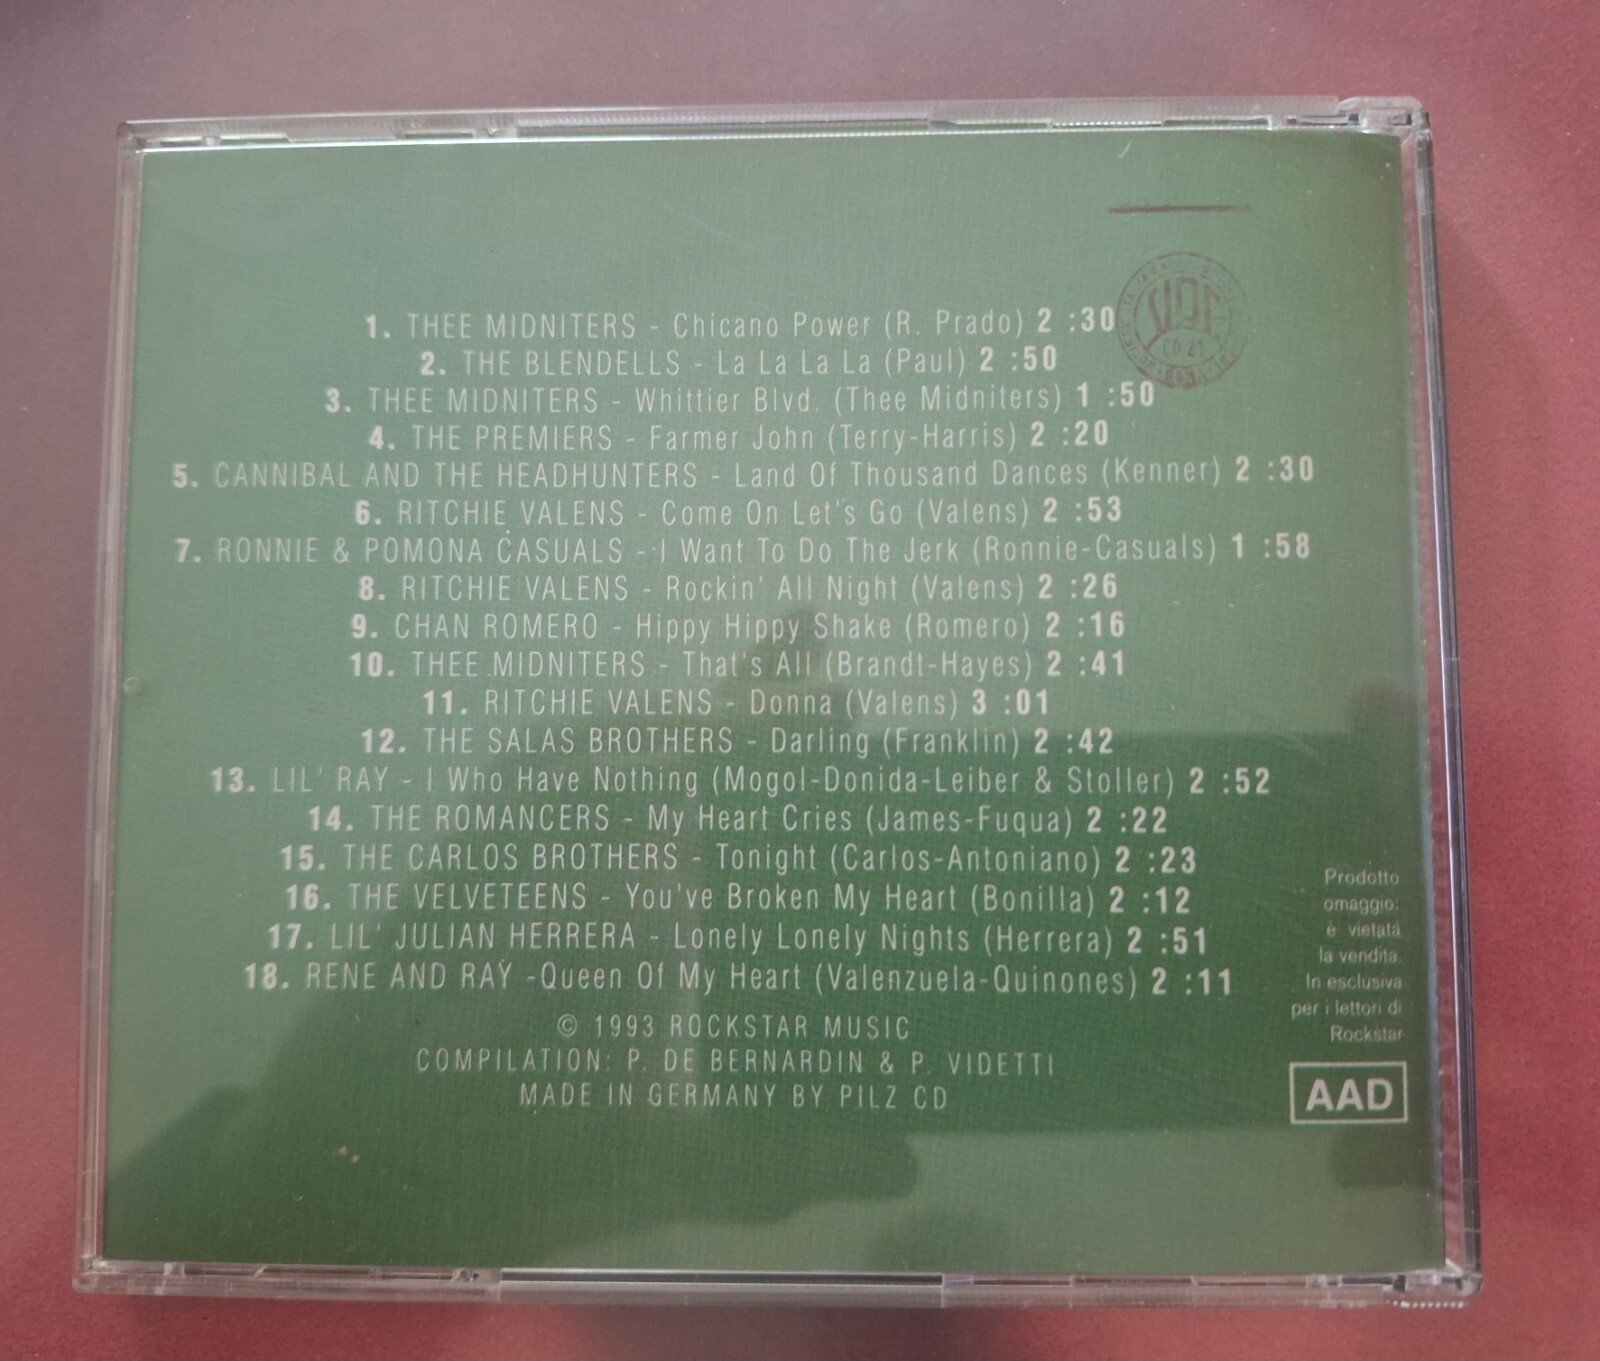 1. THEE MIDNITERS - Chicano Power (R. Prado) 2 :30
2. THE BLENDELLS - La La La La (Paul) 2 :50
3. THEE MIDNITERS - Whittier Blvd. (Thee Midniters) 1 :50
4. THE PREMIERS - Farmer John (Terry-Harris) 2 :20
5. CANNIBAL AND THE HEADHUNTERS - Land Of Thousand Dances (Kenner) 2 :30
6. RITCHIE VALENS - Come On Let's Go (Valens) 2 :53
7. RONNIE & POMONA CASUALS - I Want To Do The Jerk (Ronnie-Casuals) 1 :58
8. RITCHIE VALENS - Rockin' All Night (Valens) 2 :26
9. CHAN ROMERO - Hippy Hippy Shake (Romero) 2 :16
10. THEE MIDNITERS - That's All (Brandt-Hayes) 2 :41
11. RITCHIE VALENS - Donna (Valens) 3 :01
12. THE SALAS BROTHERS - Darling (Franklin) 2 :42
13. LIL' RAY - I Who Have Nothing (Mogol-Donida-Leiber & Stoller) 2 :52
14. THE ROMANCERS - My Heart Cries (James-Fuqua) 2 :22
15. THE CARLOS BROTHERS - Tonight (Carlos-Antoniano) 2 :23
16. THE VELVETEENS - You've Broken My Heart (Bonilla) 2 :12
17. LIL' JULIAN HERRERA - Lonely Lonely Nights (Herrera) 2 :51
18. RENE AND RAY -Queen Of My Heart (Valenzuela-Quinones) 2 :11
© 1993 ROCKSTAR MUSIC
COMPILATION: P. DE BERNARDIN & P. VIDETTI
MADE IN GERMANY BY PILZ CD
Prodotto
omaggio:
è vietatá
la vendita.
In esclusiva
per i lettori di
Rockstar
AAD
CD 21
ROMA